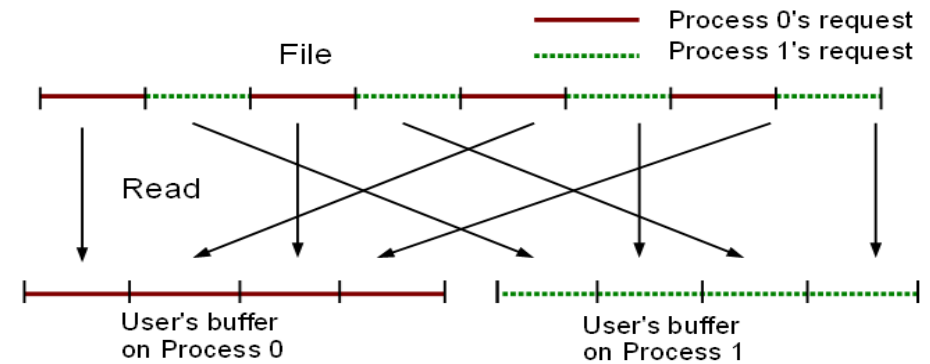 Process 0's request
File
Process 1's request
Read
User's buffer
on Process 0
User's buffer
on Process 1